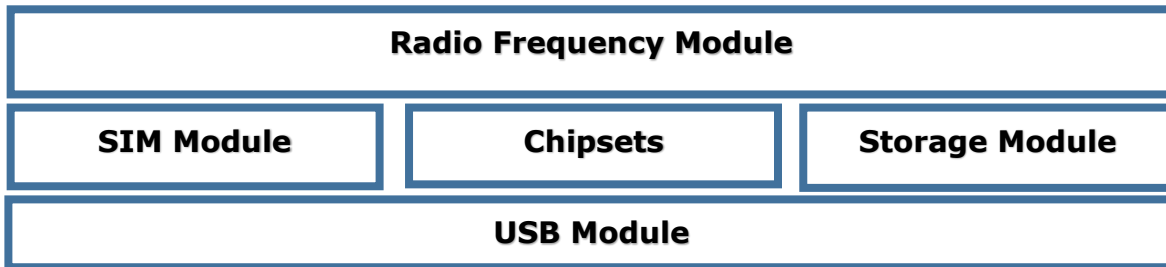 Radio Frequency Module
SIM Module
Chipsets
Storage Module
USB Module